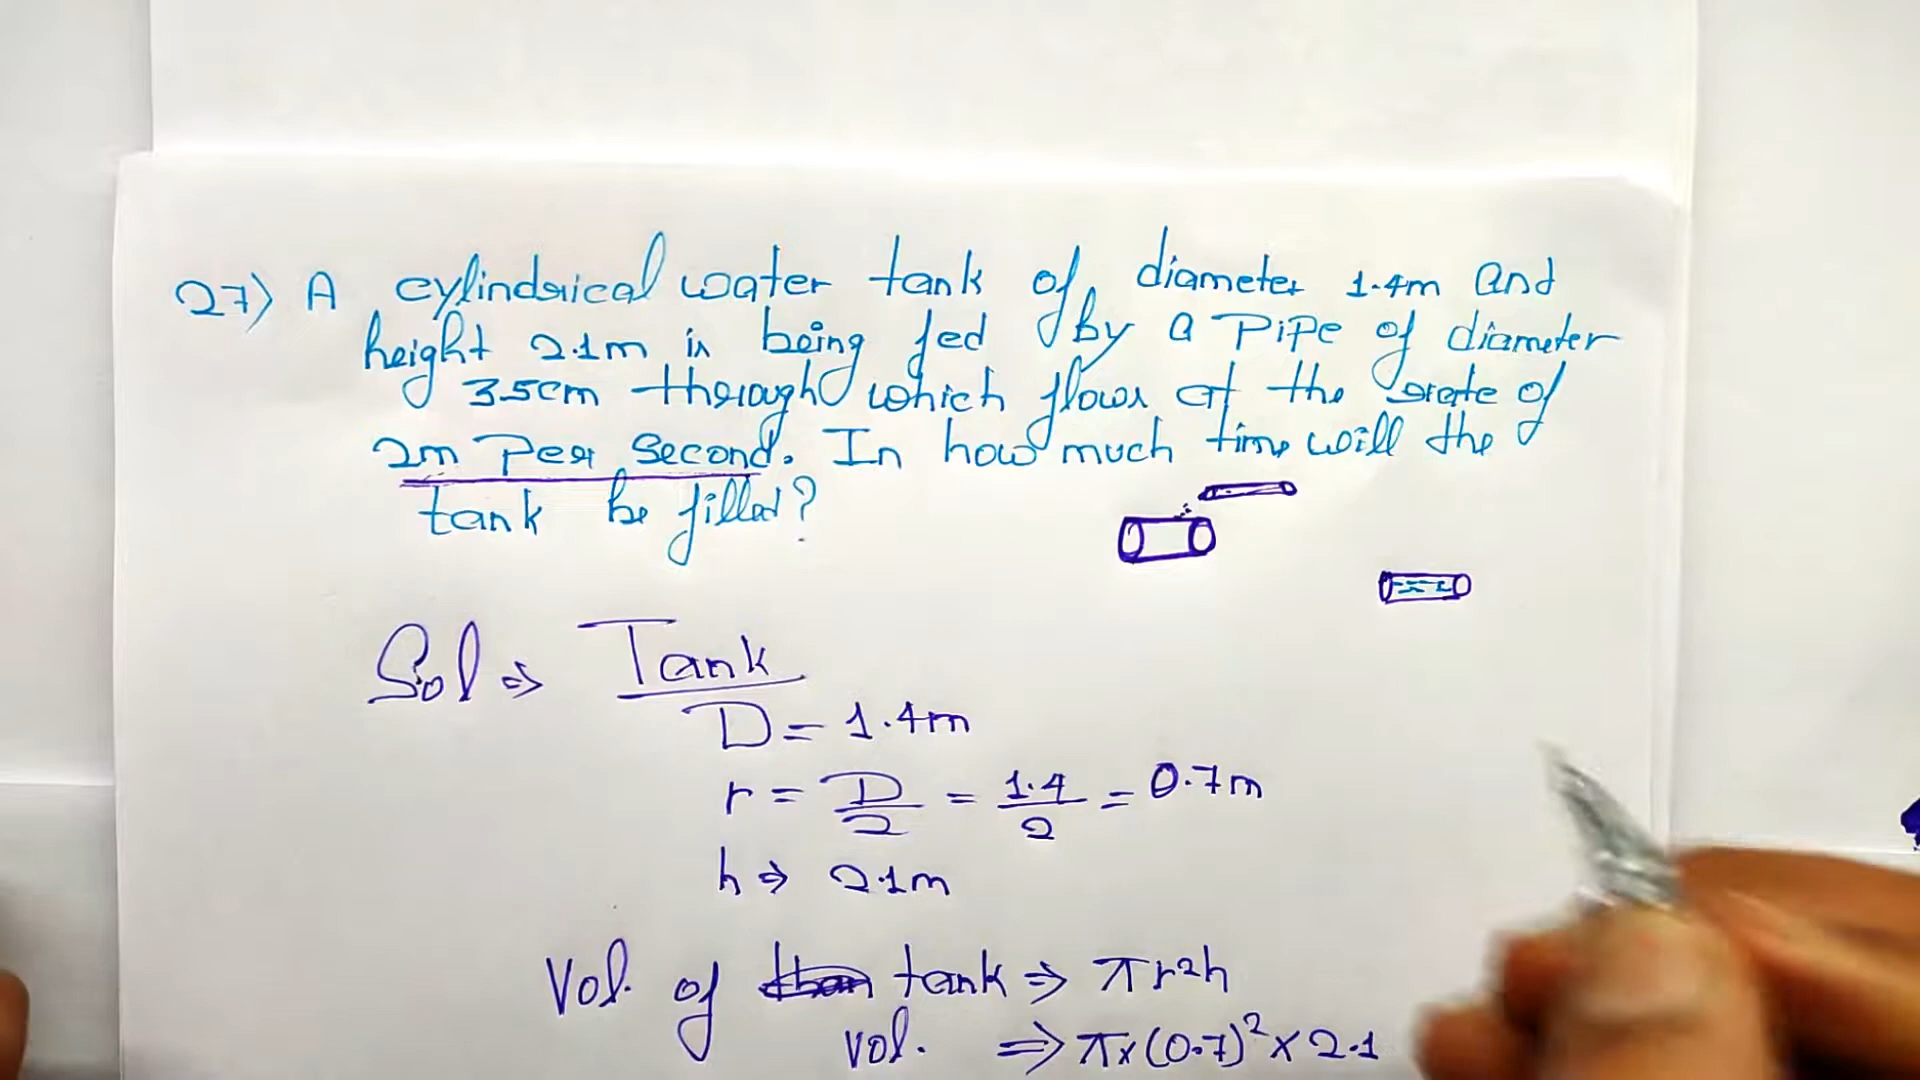 27) A cylindrical water tank of diameter 1.4m and
height 2.1m is being fed by a Pipe of diameter
3.5cm through which flows at the rate of
2m Per second. In how much time will the
tank be filled?
Sol ⇒ Tank
D = 1.4m
r = D/2 = 1.4/2 = 0.7m
h ⇒ 2.1m
Vol. of tank ⇒ πr²h
vol. ⇒ π×(0.7)²×2.1